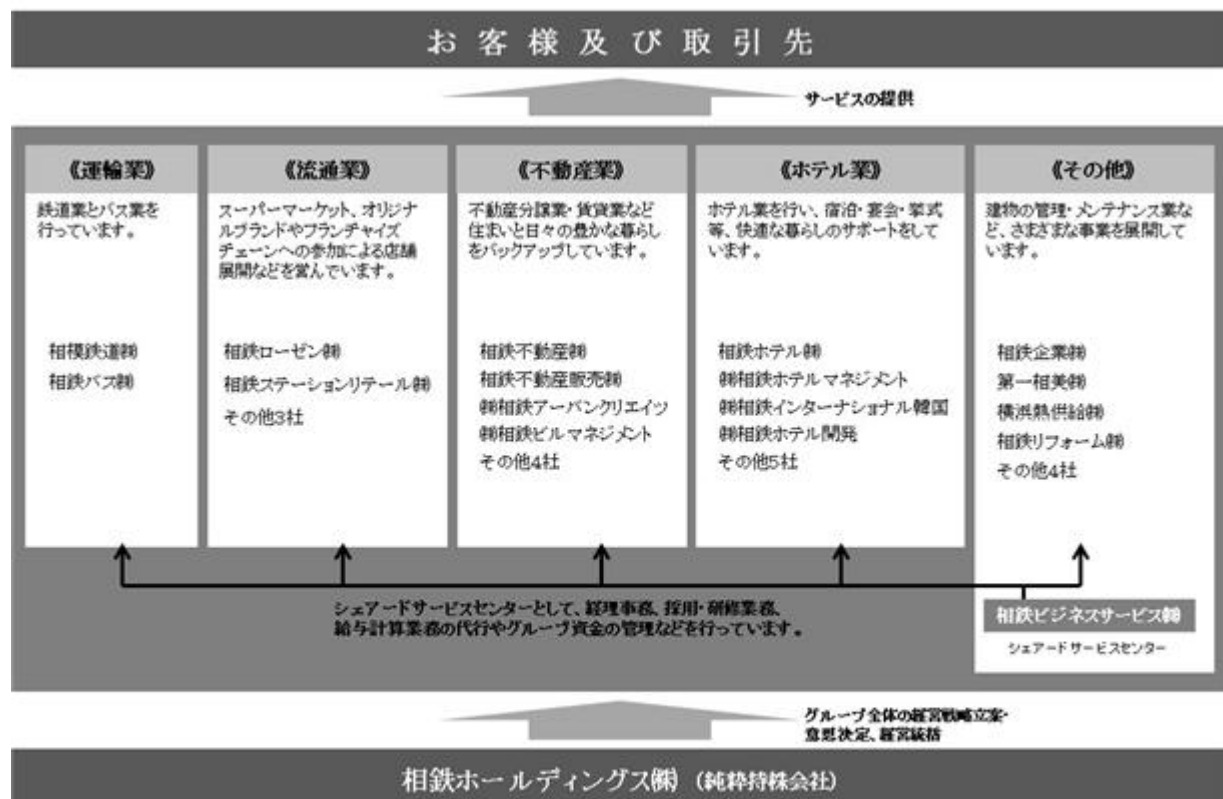 お客様及び取引先
サービスの提供
《運輸業》
鉄道業とバス業を
行っています。
相模鉄道㈱
相鉄バス㈱
《流通業》
スーパーマーケット、オリジナ
ルブランドやフランチャイズ
チェーンへの参加による店舗
展開などを営んでいます。
相鉄ローゼン㈱
相鉄ステーションリテール㈱
その他3社
《不動産業》
不動産分譲業・賃貸業など
住まいと日々の豊かな暮らし
をバックアップしています。
相鉄不動産㈱
相鉄不動産販売㈱
㈱相鉄アーバンクリエイツ
㈱相鉄ビルマネジメント
その他4社
《ホテル業》
ホテル業を行い、宿泊・宴会・挙式
等、快適な暮らしのサポートをして
います。
相鉄ホテル㈱
㈱相鉄ホテルマネジメント
㈱相鉄インターナショナル韓国
㈱相鉄ホテル開発
その他5社
《その他》
建物の管理・メンテナンス業な
ど、さまざまな事業を展開して
います。
相鉄企業㈱
第一相美㈱
横浜熱供給㈱
相鉄リフォーム㈱
その他4社
シェアードサービスセンターとして、経理事務、採用・研修業務、
給与計算業務の代行やグループ資金の管理などを行っています。
相鉄ビジネスサービス㈱
シェアードサービスセンター
グループ全体の経営戦略立案・
意思決定、経営統括
相鉄ホールディングス㈱（純粋持株会社）